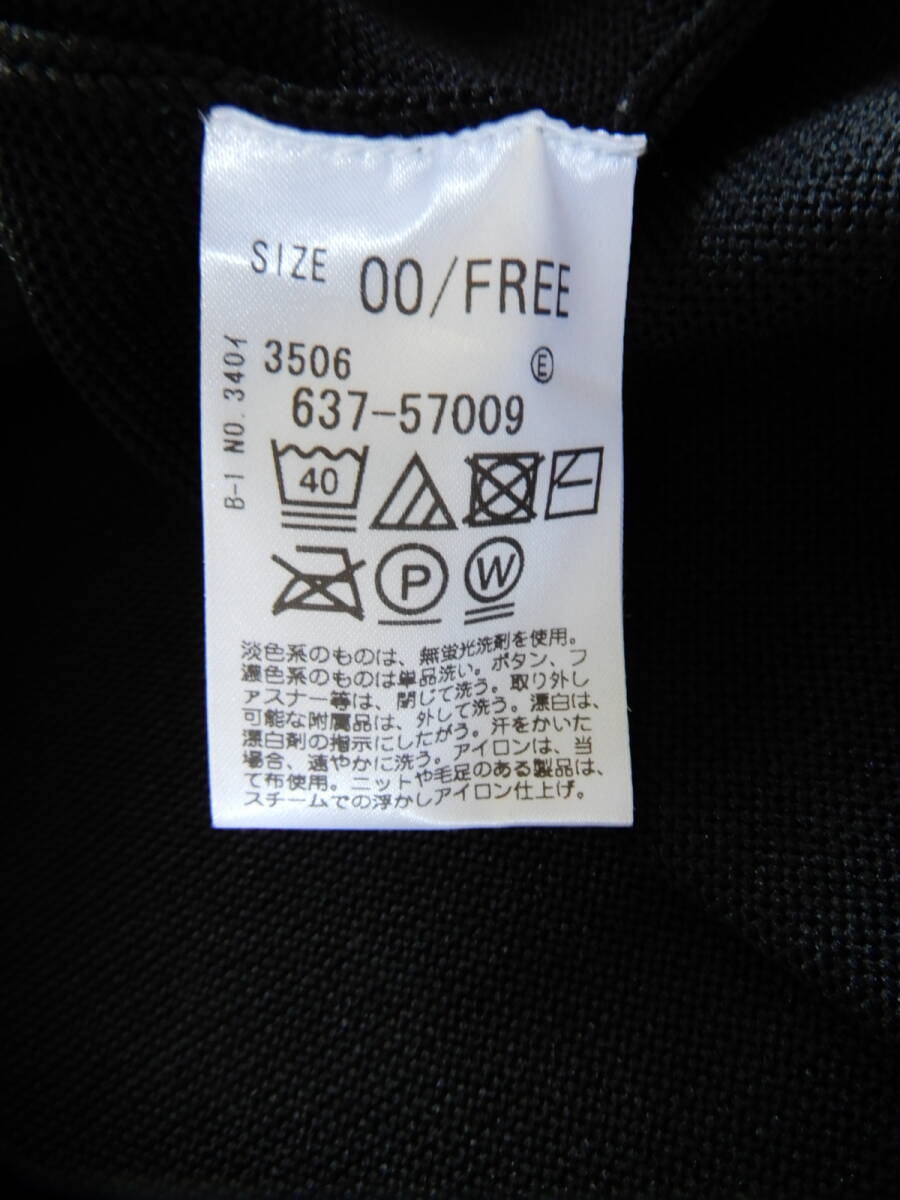 SIZE 00/FREE
3506 Ⓔ
637-57009
B-1 NO. 340イ
40
P W
淡色系のものは、無蛍光洗剤を使用。
濃色系のものは単品洗い。ボタン、フ
ァスナー等は、閉じて洗う。取り外し
可能な附属品は、外して洗う。漂白は、
漂白剤の指示にしたがう。汗をかいた
場合、速やかに洗う。アイロンは、当
て布使用。ニットや毛足のある製品は、
スチームでの浮かしアイロン仕上げ。